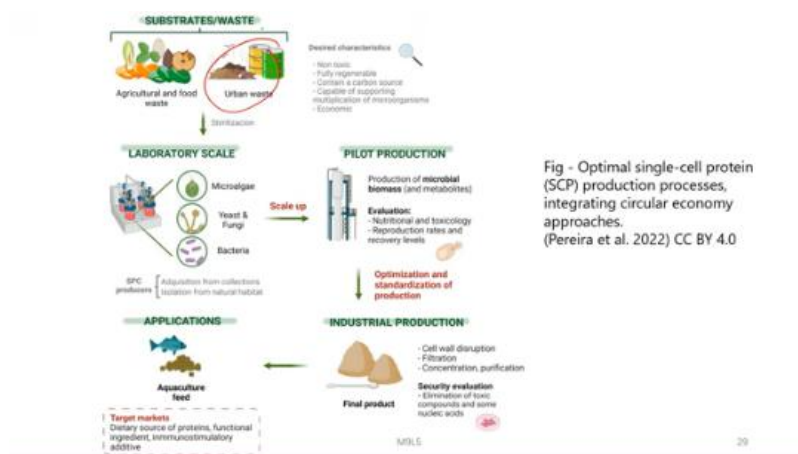 SUBSTRATES/WASTE
Agricultural and food
waste
Urban waste
Desired characteristics
- Non toxic
- Fully regenerable
- Contain a carbon source
- Capable of supporting
multiplication of microorganisms
- Economic
Sterilizacion
LABORATORY SCALE
Microalgae
Yeast &
Fungi
Bacteria
SPC
producers
Adquisition from collections
Isolation from natural habitat
Scale up
PILOT PRODUCTION
Production of microbial
biomass (and metabolites)
Evaluation:
- Nutritional and toxicology
- Reproduction rates and
recovery levels
Optimization and
standardization of
production
INDUSTRIAL PRODUCTION
- Cell wall disruption
- Filtration
- Concentration, purification
Security evaluation
- Elimination of toxic
compounds and some
nucleic acids
Final product
APPLICATIONS
Aquaculture
feed
Target markets
Dietary source of proteins, functional
ingredient, immunostimulatory
additive
Fig - Optimal single-cell protein
(SCP) production processes,
integrating circular economy
approaches.
(Pereira et al. 2022) CC BY 4.0
M9L5
29